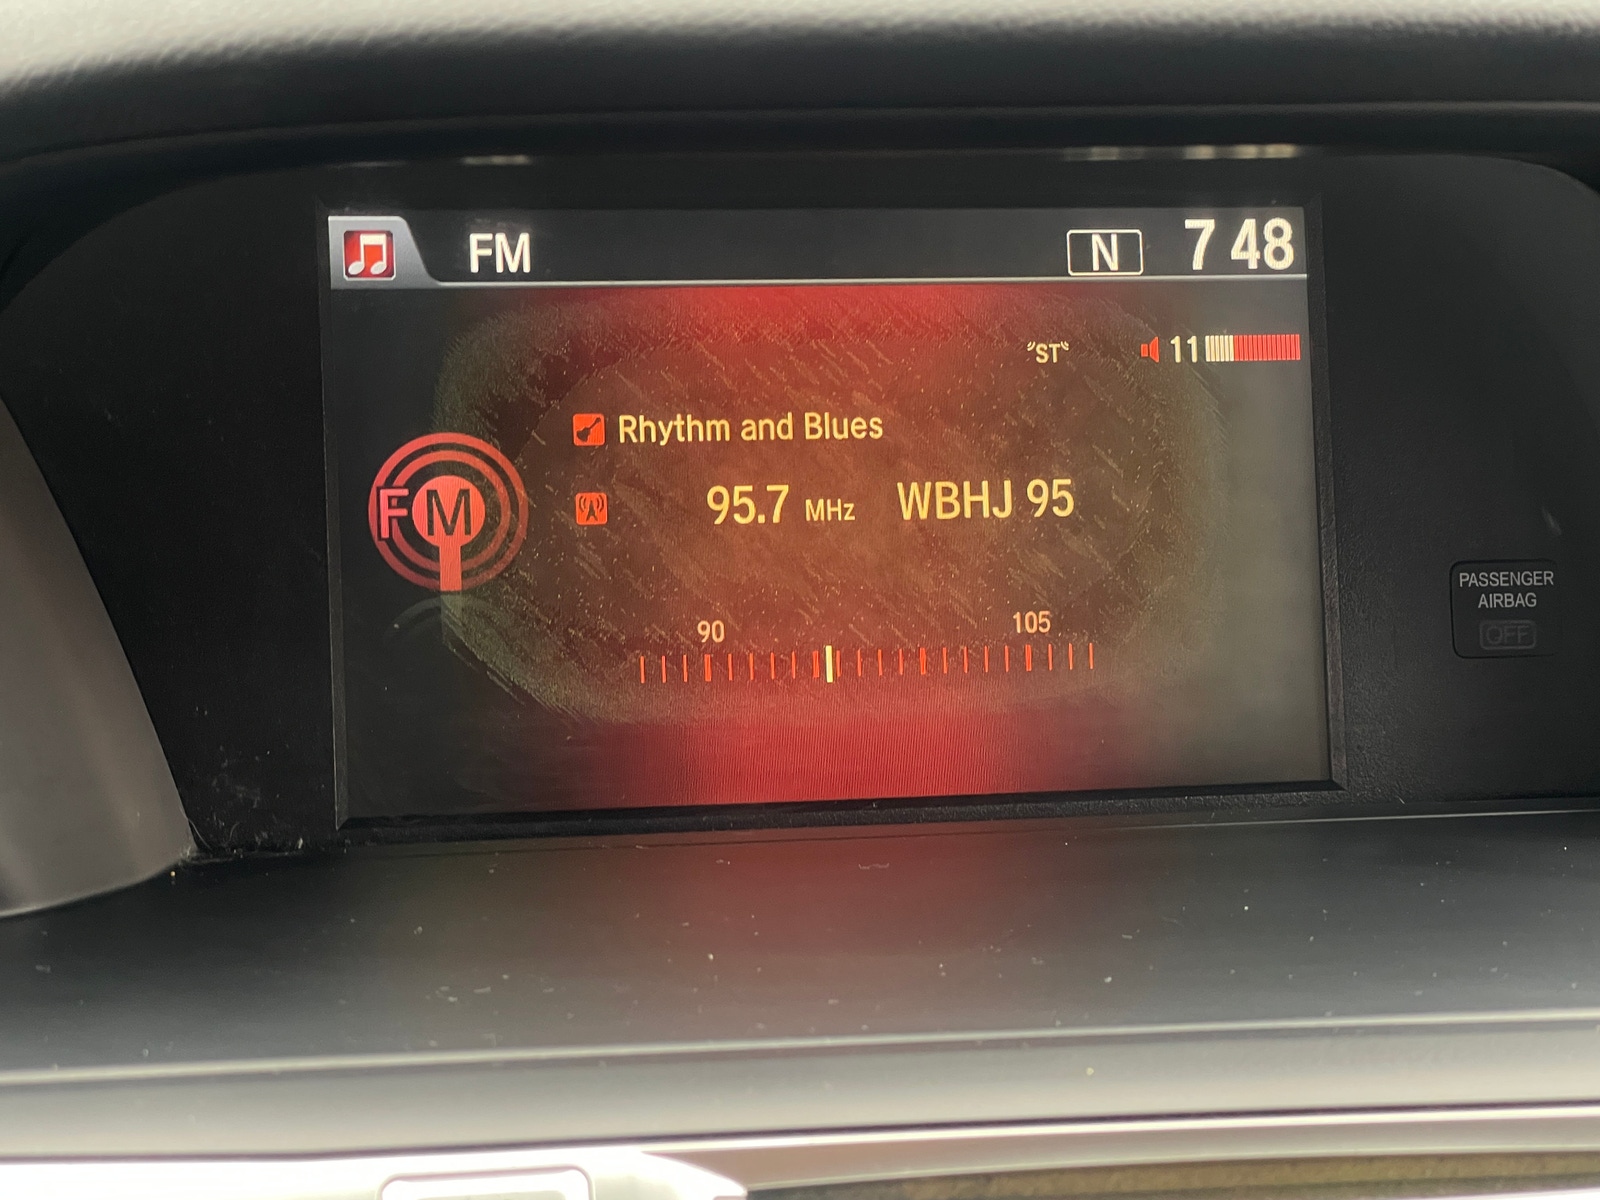 FM N 7 48
"ST" 11
Rhythm and Blues
FM 95.7 MHz WBHJ 95
90 105
PASSENGER
AIRBAG
OFF